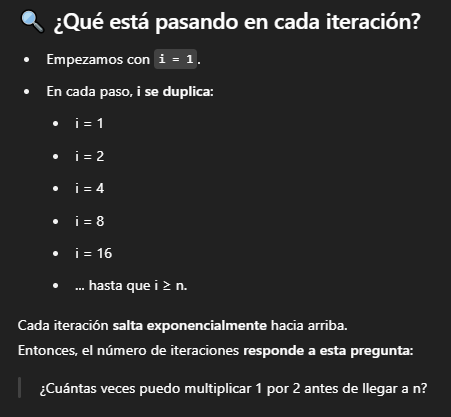 🔍 ¿Qué está pasando en cada iteración?
• Empezamos con i = 1.
• En cada paso, i se duplica:
• i = 1
• i = 2
• i = 4
• i = 8
• i = 16
• ... hasta que i ≥ n.
Cada iteración salta exponencialmente hacia arriba.
Entonces, el número de iteraciones responde a esta pregunta:
¿Cuántas veces puedo multiplicar 1 por 2 antes de llegar a n?